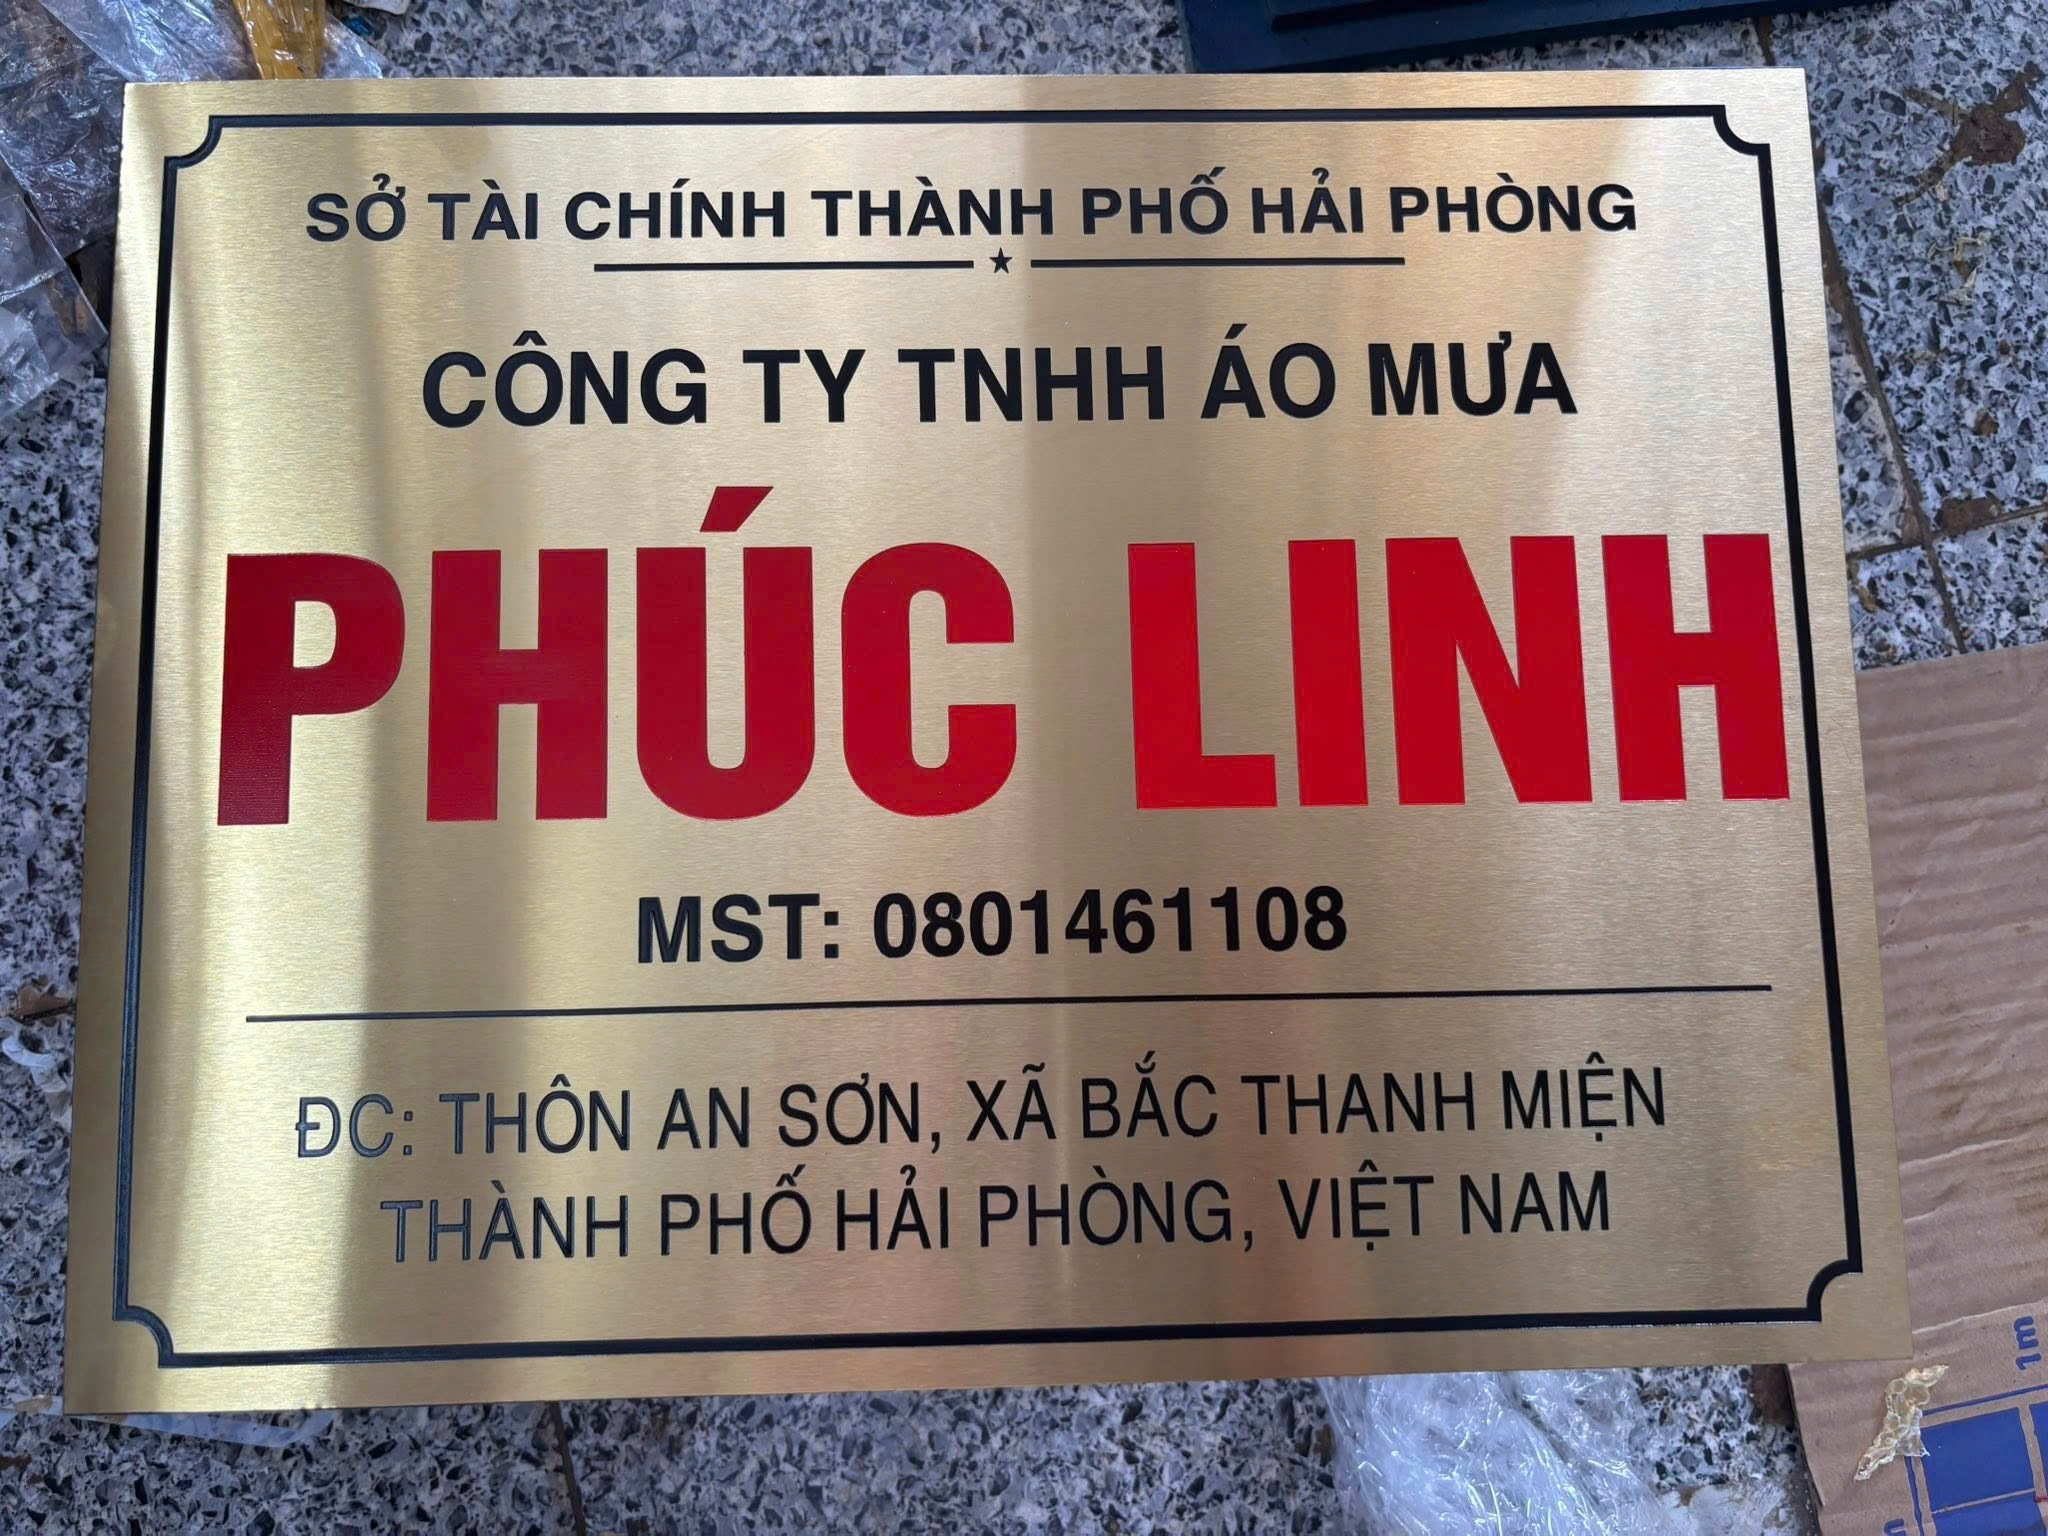 SỞ TÀI CHÍNH THÀNH PHỐ HẢI PHÒNG
CÔNG TY TNHH ÁO MƯA
PHÚC LINH
MST: 0801461108
ĐC: THÔN AN SƠN, XÃ BẮC THANH MIỆN
THÀNH PHỐ HẢI PHÒNG, VIỆT NAM
1m